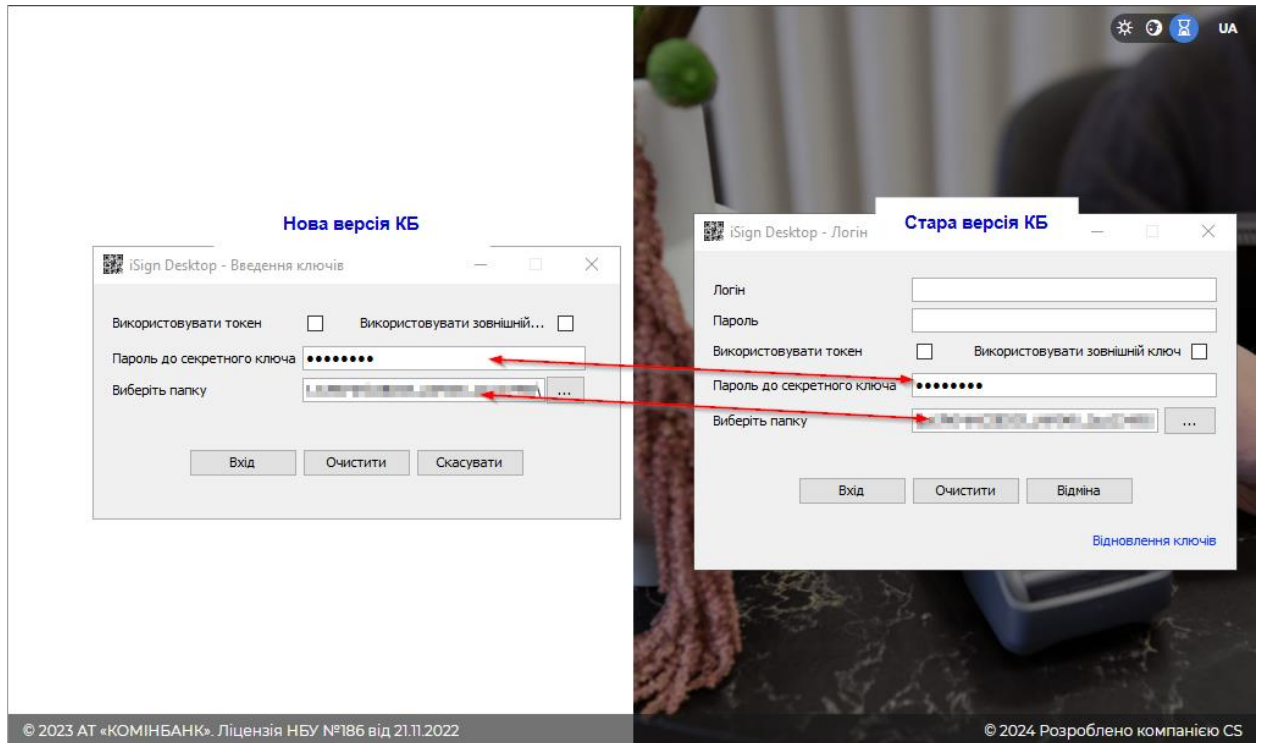 UA
Нова версія КБ
iSign Desktop - Введення ключів
Використовувати токен
Використовувати зовнішній...
Пароль до секретного ключа
Виберіть папку
...
Вхід
Очистити
Скасувати
Стара версія КБ
iSign Desktop - Логін
Логін
Пароль
Використовувати токен
Використовувати зовнішній ключ
Пароль до секретного ключа
Виберіть папку
...
Вхід
Очистити
Відміна
Відновлення ключів
© 2023 АТ «КОМІНБАНК». Ліцензія НБУ №186 від 21.11.2022
© 2024 Розроблено компанією CS